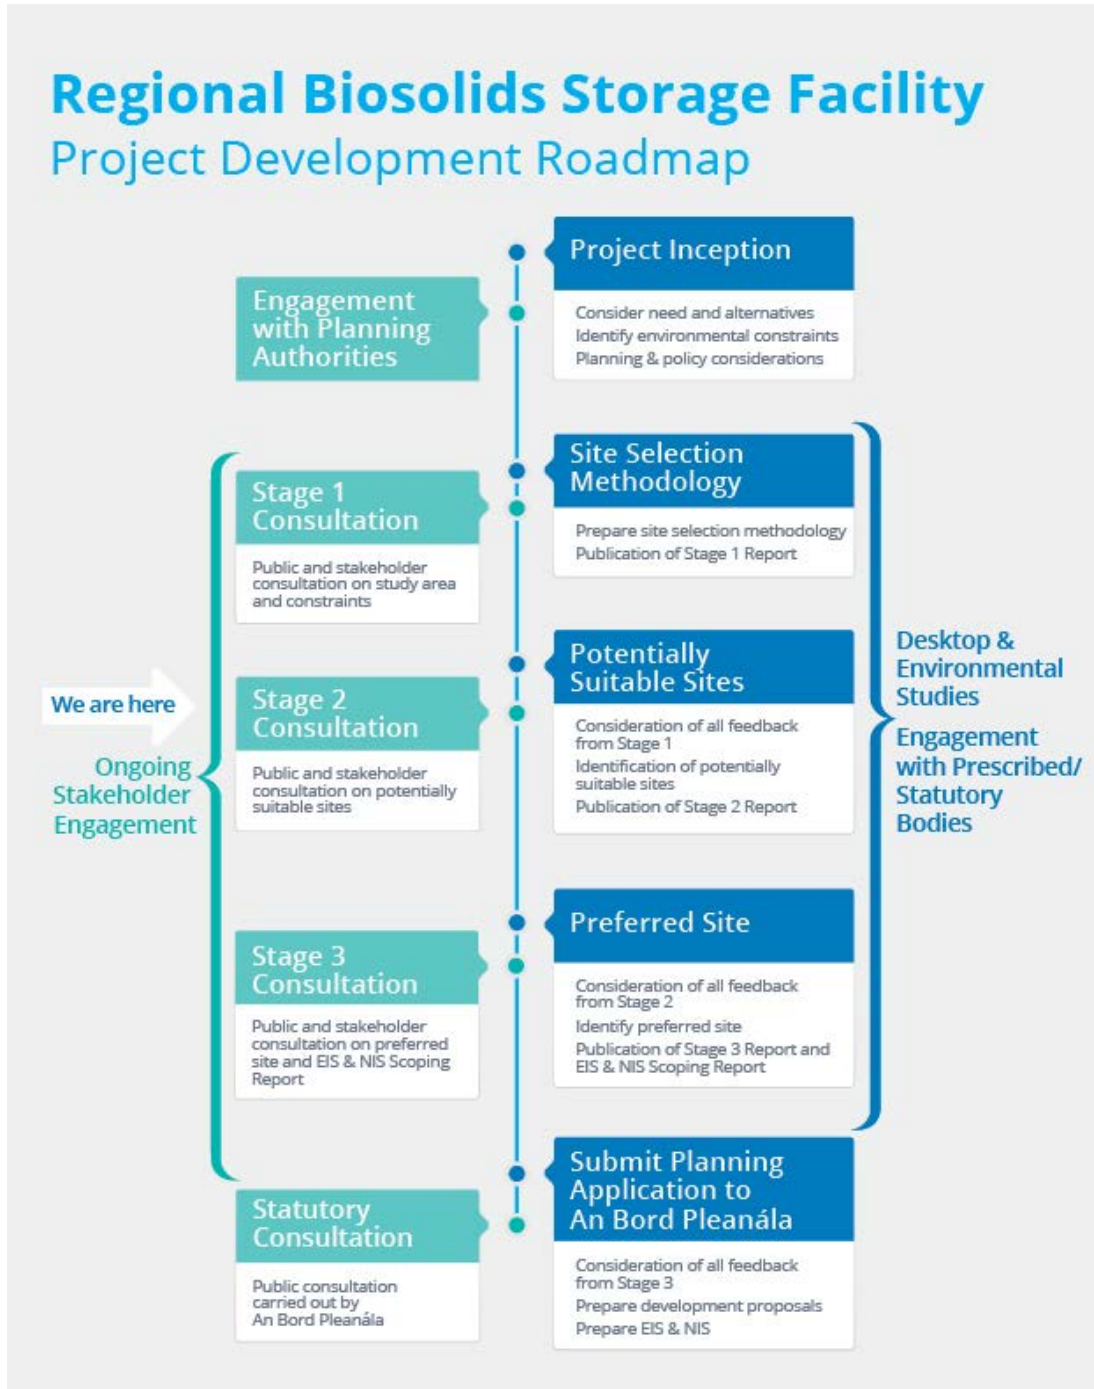 Regional Biosolids Storage Facility
Project Development Roadmap
Project Inception
Consider need and alternatives
Identify environmental constraints
Planning & policy considerations
Engagement
with Planning
Authorities
Site Selection
Methodology
Prepare site selection methodology
Publication of Stage 1 Report
Stage 1
Consultation
Public and stakeholder
consultation on study area
and constraints
Potentially
Suitable Sites
Consideration of all feedback
from Stage 1
Identification of potentially
suitable sites
Publication of Stage 2 Report
Stage 2
Consultation
Public and stakeholder
consultation on potentially
suitable sites
We are here
Ongoing
Stakeholder
Engagement
Desktop &
Environmental
Studies
Engagement
with Prescribed/
Statutory
Bodies
Preferred Site
Consideration of all feedback
from Stage 2
Identify preferred site
Publication of Stage 3 Report and
EIS & NIS Scoping Report
Stage 3
Consultation
Public and stakeholder
consultation on preferred
site and EIS & NIS Scoping
Report
Submit Planning
Application to
An Bord Pleanála
Consideration of all feedback
from Stage 3
Prepare development proposals
Prepare EIS & NIS
Statutory
Consultation
Public consultation
carried out by
An Bord Pleanála